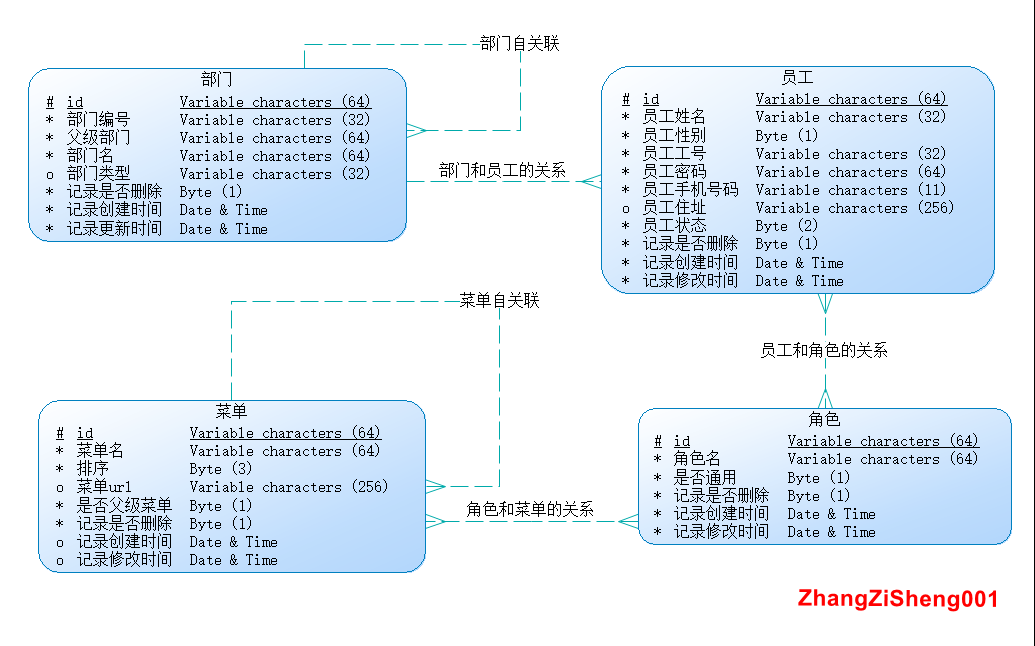 部门自关联
部门
# id Variable characters (64)
* 部门编号 Variable characters (32)
* 父级部门 Variable characters (64)
* 部门名 Variable characters (64)
o 部门类型 Variable characters (32)
* 记录是否删除 Byte (1)
* 记录创建时间 Date & Time
* 记录更新时间 Date & Time
部门和员工的关系
员工
# id Variable characters (64)
* 员工姓名 Variable characters (32)
* 员工性别 Byte (1)
* 员工工号 Variable characters (32)
* 员工密码 Variable characters (64)
* 员工手机号码 Variable characters (11)
o 员工住址 Variable characters (256)
* 员工状态 Byte (2)
* 记录是否删除 Byte (1)
* 记录创建时间 Date & Time
* 记录修改时间 Date & Time
菜单自关联
员工和角色的关系
菜单
# id Variable characters (64)
* 菜单名 Variable characters (64)
* 排序 Byte (3)
o 菜单url Variable characters (256)
* 是否父级菜单 Byte (1)
* 记录是否删除 Byte (1)
o 记录创建时间 Date & Time
o 记录修改时间 Date & Time
角色和菜单的关系
角色
# id Variable characters (64)
* 角色名 Variable characters (64)
* 是否通用 Byte (1)
* 记录是否删除 Byte (1)
* 记录创建时间 Date & Time
* 记录修改时间 Date & Time
ZhangZiSheng001